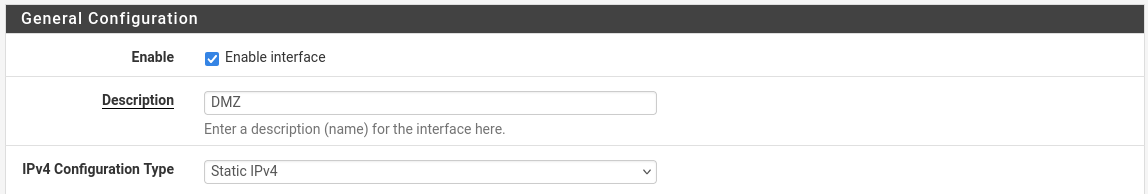 General Configuration
Enable
Enable interface
Description
DMZ
Enter a description (name) for the interface here.
IPv4 Configuration Type
Static IPv4